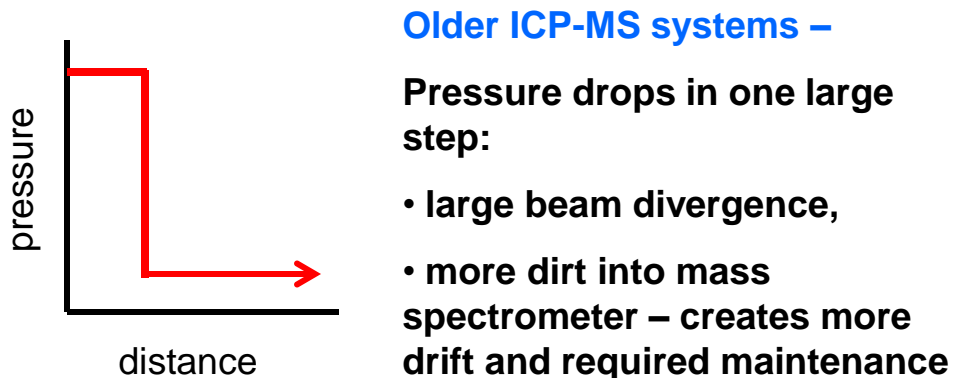 pressure
distance
Older ICP-MS systems –
Pressure drops in one large
step:
• large beam divergence,
• more dirt into mass
spectrometer – creates more
drift and required maintenance